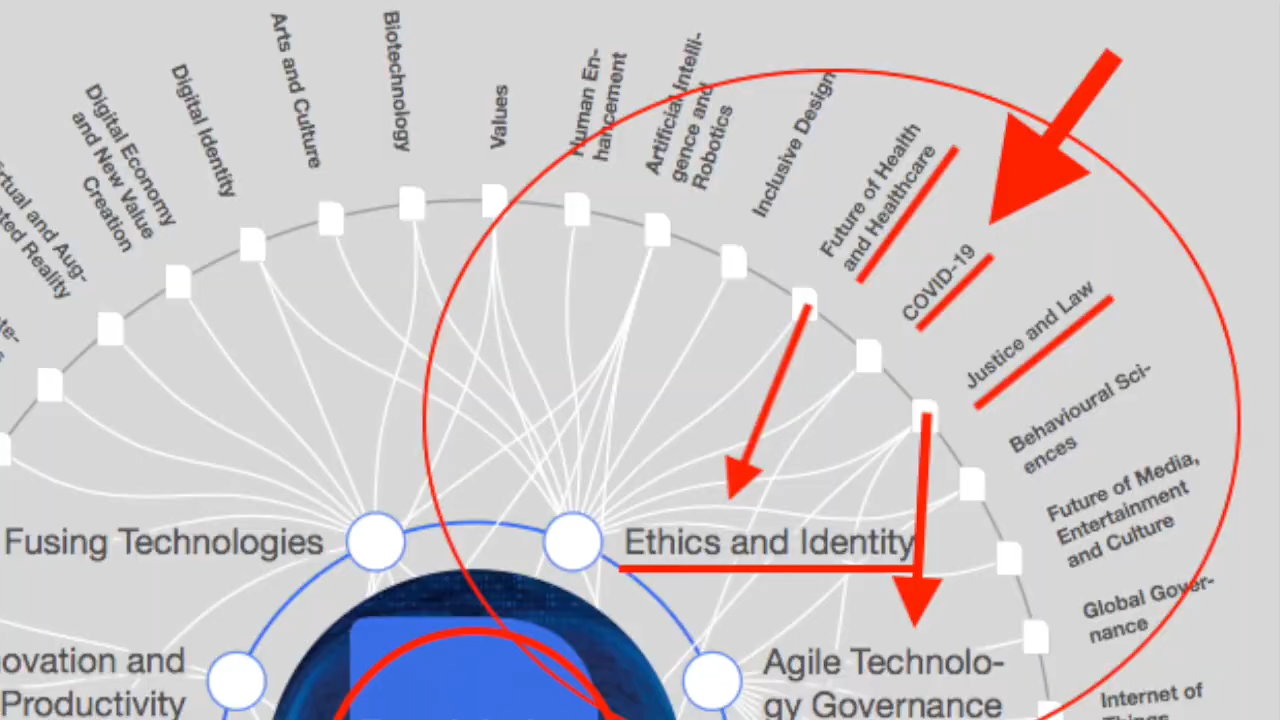 rtual and Aug-
ted Reality
Digital Economy
and New Value
Creation
Digital Identity
Arts and Culture
Biotechnology
Values
Human En-
hancement
Artificial Intelli-
gence and
Robotics
Inclusive Design
Future of Health
and Healthcare
COVID-19
Justice and Law
Behavioural Sci-
ences
Future of Media,
Entertainment
and Culture
Global Gover-
nance
Internet of
Things
Fusing Technologies
Ethics and Identity
ovation and
Productivity
Agile Technolo-
gy Governance